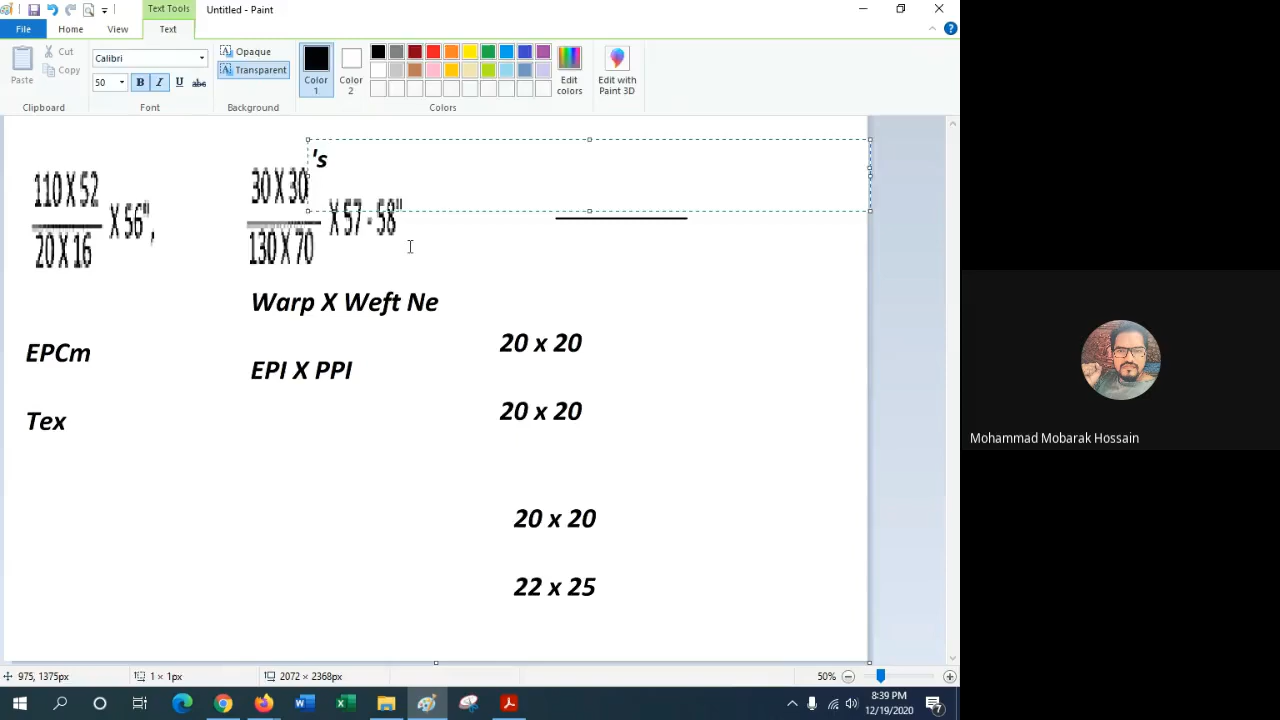 Text Tools
Untitled - Paint
File
Home
View
Text
Paste
Cut
Copy
Clipboard
Calibri
50
B I U abc
Font
Opaque
Transparent
Background
Color 1
Color 2
Edit colors
Colors
Edit with Paint 3D
110 X 52
20 X 16
X 56",
30 X 30
's
130 X 70
X 57 - 58"
Warp X Weft Ne
EPI X PPI
EPCm
Tex
20 x 20
20 x 20
20 x 20
22 x 25
Mohammad Mobarak Hossain
975, 1375px
1 × 1px
2072 × 2368px
50%
8:39 PM
12/19/2020
7